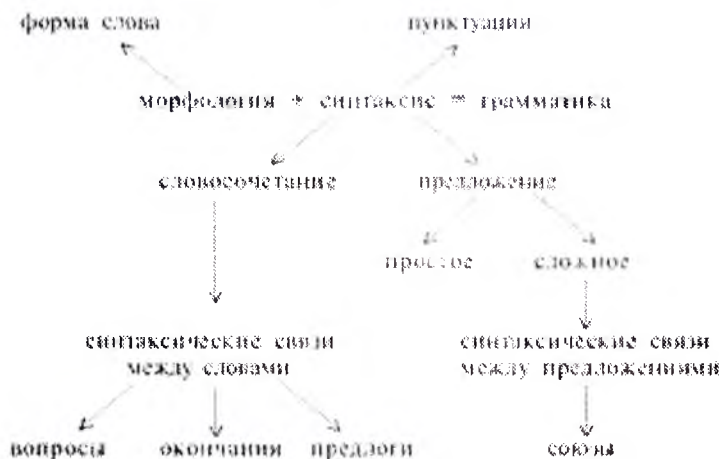 форма слова пунктуация
морфология + синтаксис = грамматика
словосочетание предложение
простое сложное
синтаксические связи между словами
синтаксические связи между предложениями
вопросы окончания предлоги союзы